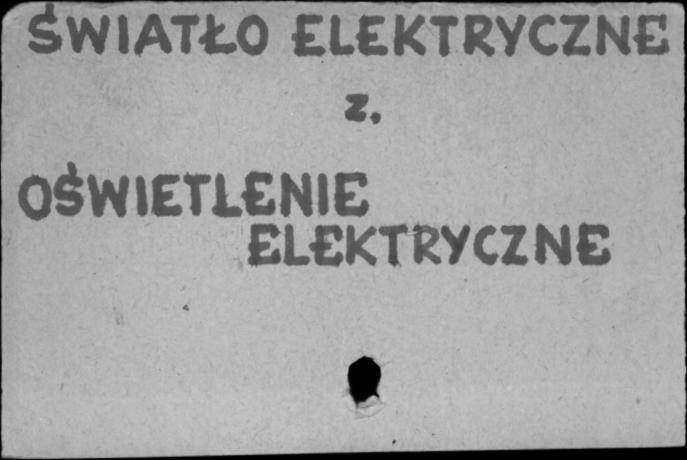 ŚWIATŁO ELEKTRYCZNE
z.
OŚWIETLENIE
ELEKTRYCZNE